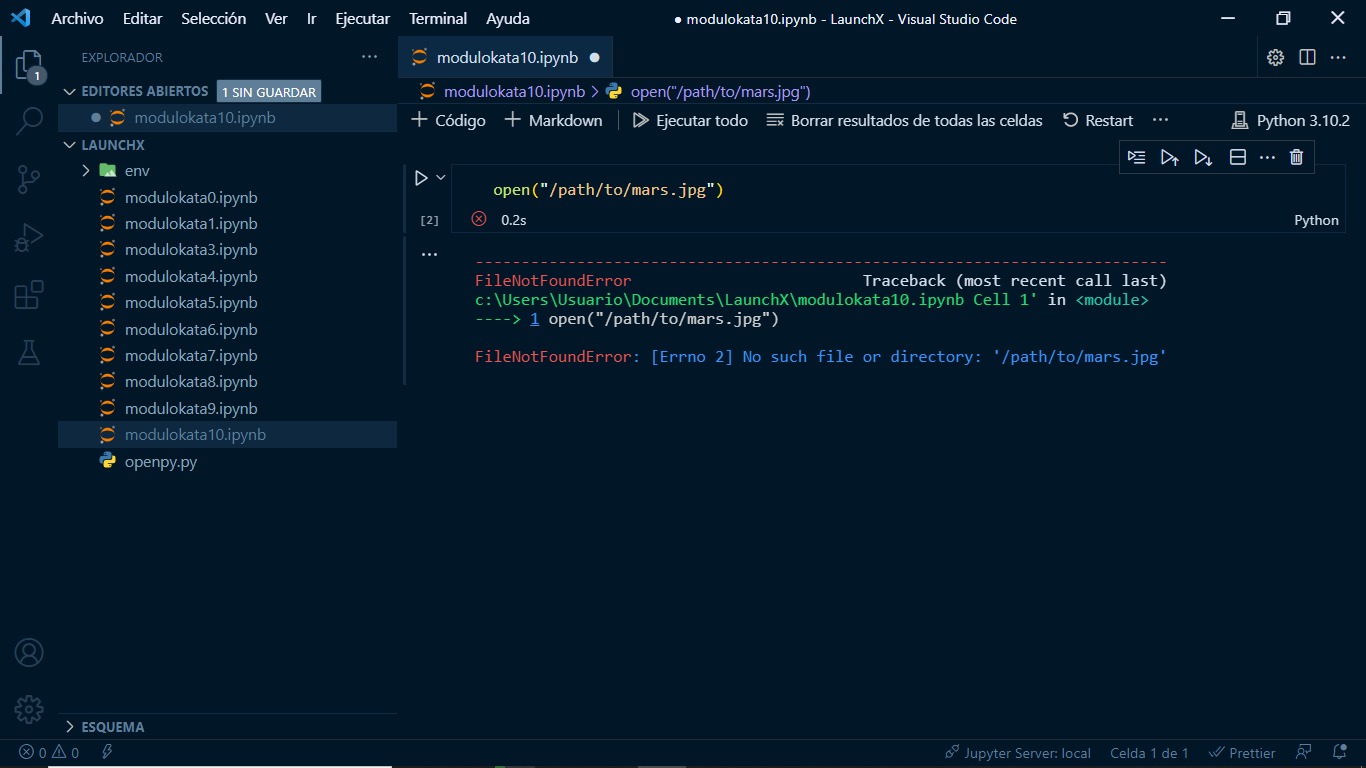 Archivo Editar Selección Ver Ir Ejecutar Terminal Ayuda
● modulokata10.ipynb - LaunchX - Visual Studio Code
1
EXPLORADOR
EDITORES ABIERTOS 1 SIN GUARDAR
modulokata10.ipynb
LAUNCHX
env
modulokata0.ipynb
modulokata1.ipynb
modulokata3.ipynb
modulokata4.ipynb
modulokata5.ipynb
modulokata6.ipynb
modulokata7.ipynb
modulokata8.ipynb
modulokata9.ipynb
modulokata10.ipynb
openpy.py
ESQUEMA
modulokata10.ipynb
modulokata10.ipynb > open("/path/to/mars.jpg")
+ Código + Markdown Ejecutar todo Borrar resultados de todas las celdas Restart ... Python 3.10.2
open("/path/to/mars.jpg")
[2] 0.2s Python
---------------------------------------------------------------------------
FileNotFoundError Traceback (most recent call last)
c:\Users\Usuario\Documents\LaunchX\modulokata10.ipynb Cell 1' in <module>
----> 1 open("/path/to/mars.jpg")
FileNotFoundError: [Errno 2] No such file or directory: '/path/to/mars.jpg'
0 0 Jupyter Server: local Celda 1 de 1 Prettier